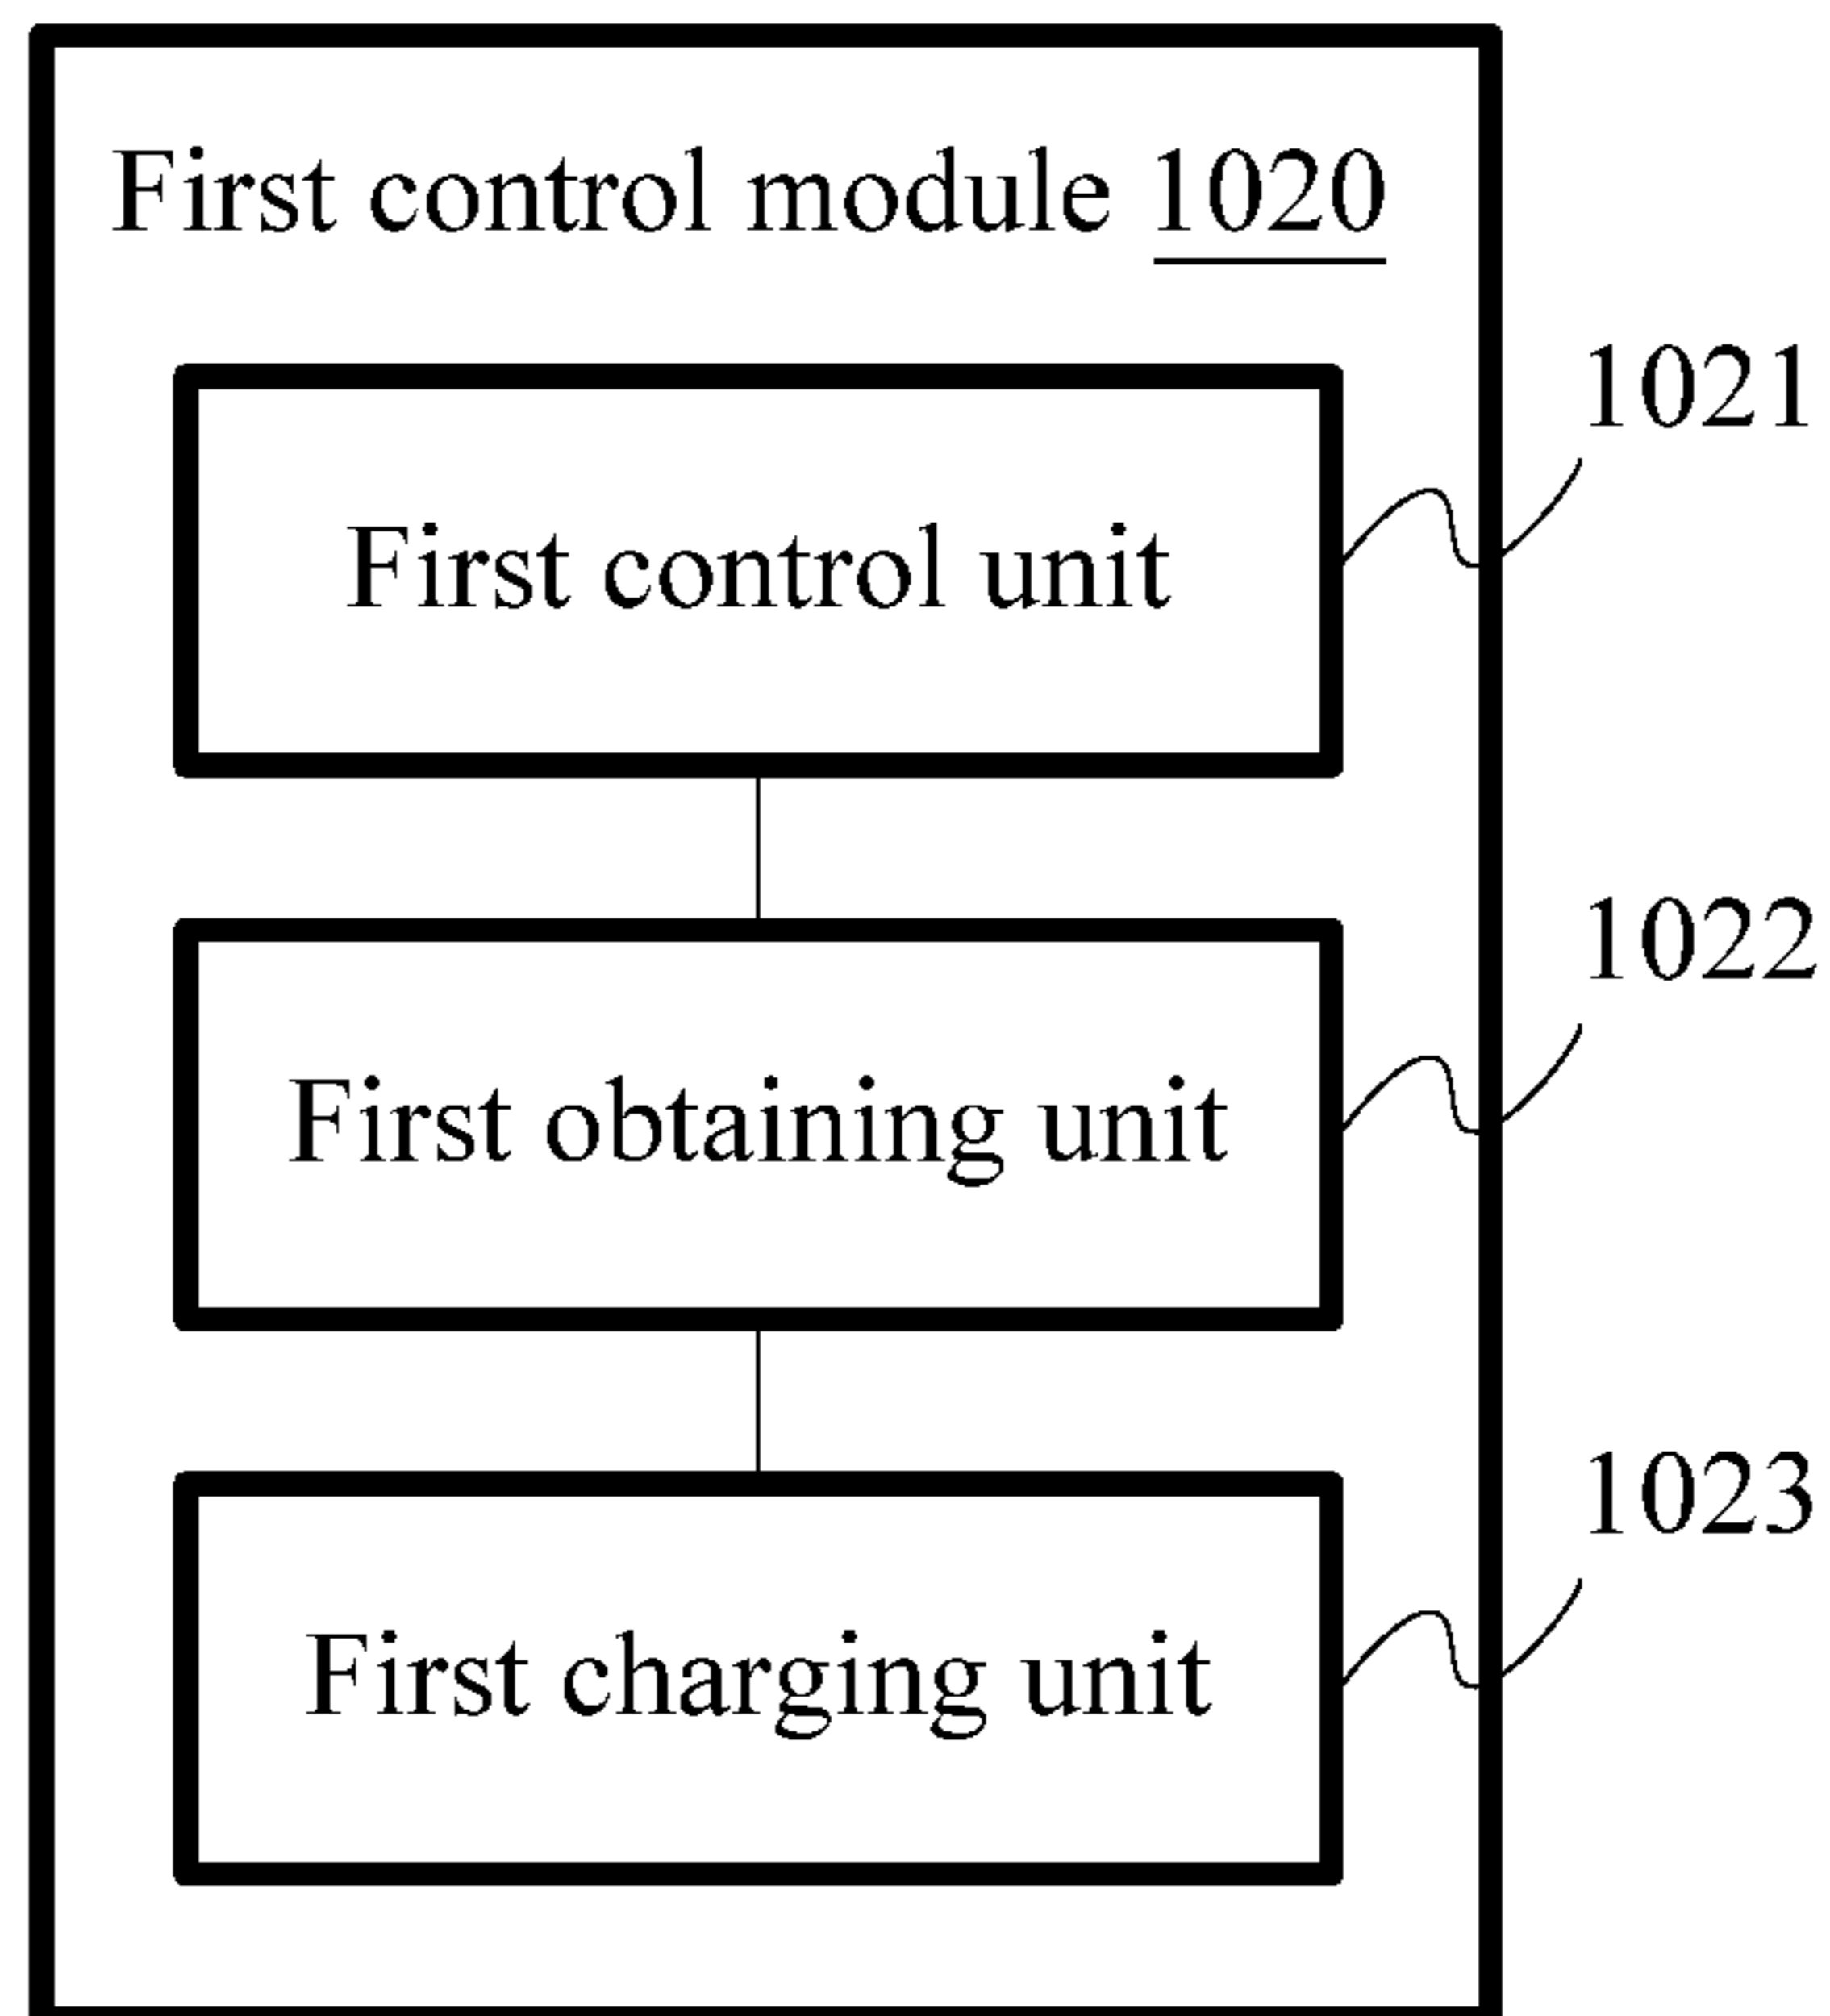 First control module 1020
1021
First control unit
1022
First obtaining unit
1023
First charging unit